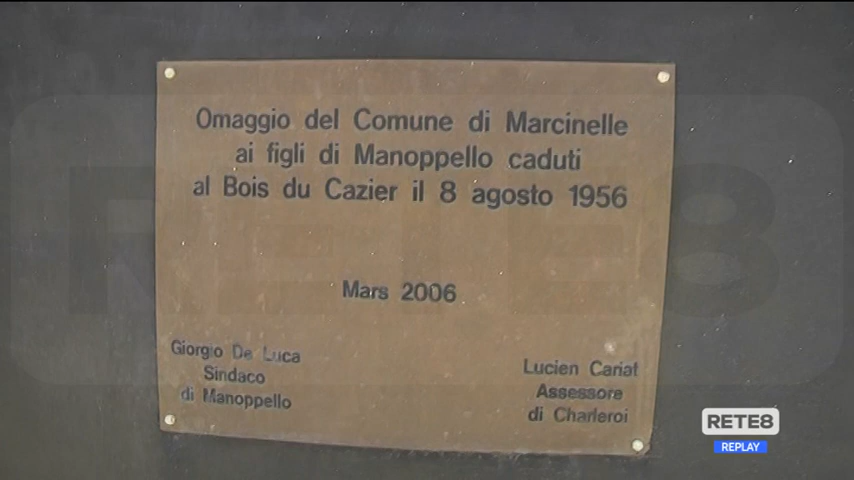 Omaggio del Comune di Marcinelle
ai figli di Manoppello caduti
al Bois du Cazier il 8 agosto 1956
Mars 2006
Giorgio De Luca
Sindaco
di Manoppello
Lucien Cariat
Assessore
di Charleroi
RETE8
RETE8
REPLAY